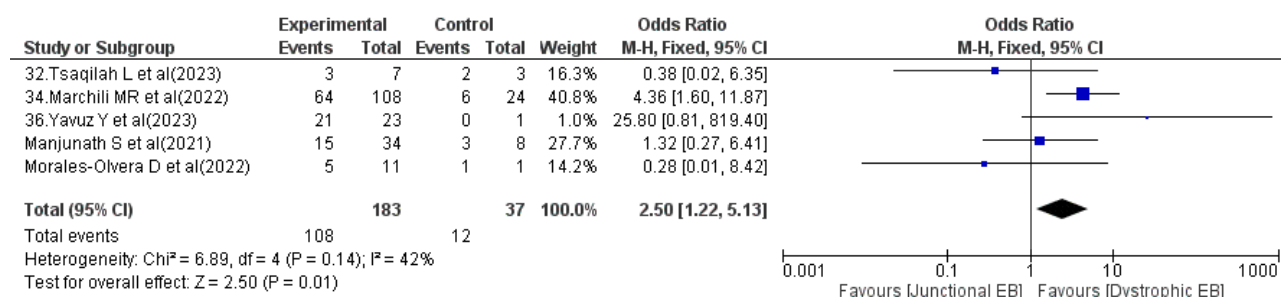 Experimental Control Odds Ratio Odds Ratio
Study or Subgroup Events Total Events Total Weight M-H, Fixed, 95% CI M-H, Fixed, 95% CI
32.Tsaqilah L et al(2023) 3 7 2 3 16.3% 0.38 [0.02, 6.35]
34.Marchili MR et al(2022) 64 108 6 24 40.8% 4.36 [1.60, 11.87]
36.Yavuz Y et al(2023) 21 23 0 1 1.0% 25.80 [0.81, 819.40]
Manjunath S et al(2021) 15 34 3 8 27.7% 1.32 [0.27, 6.41]
Morales-Olvera D et al(2022) 5 11 1 1 14.2% 0.28 [0.01, 8.42]
Total (95% CI) 183 37 100.0% 2.50 [1.22, 5.13]
Total events 108 12
Heterogeneity: Chi² = 6.89, df = 4 (P = 0.14); I² = 42%
Test for overall effect: Z = 2.50 (P = 0.01)
0.001 0.1 1 10 1000
Favours [Junctional EB] Favours [Dystrophic EB]